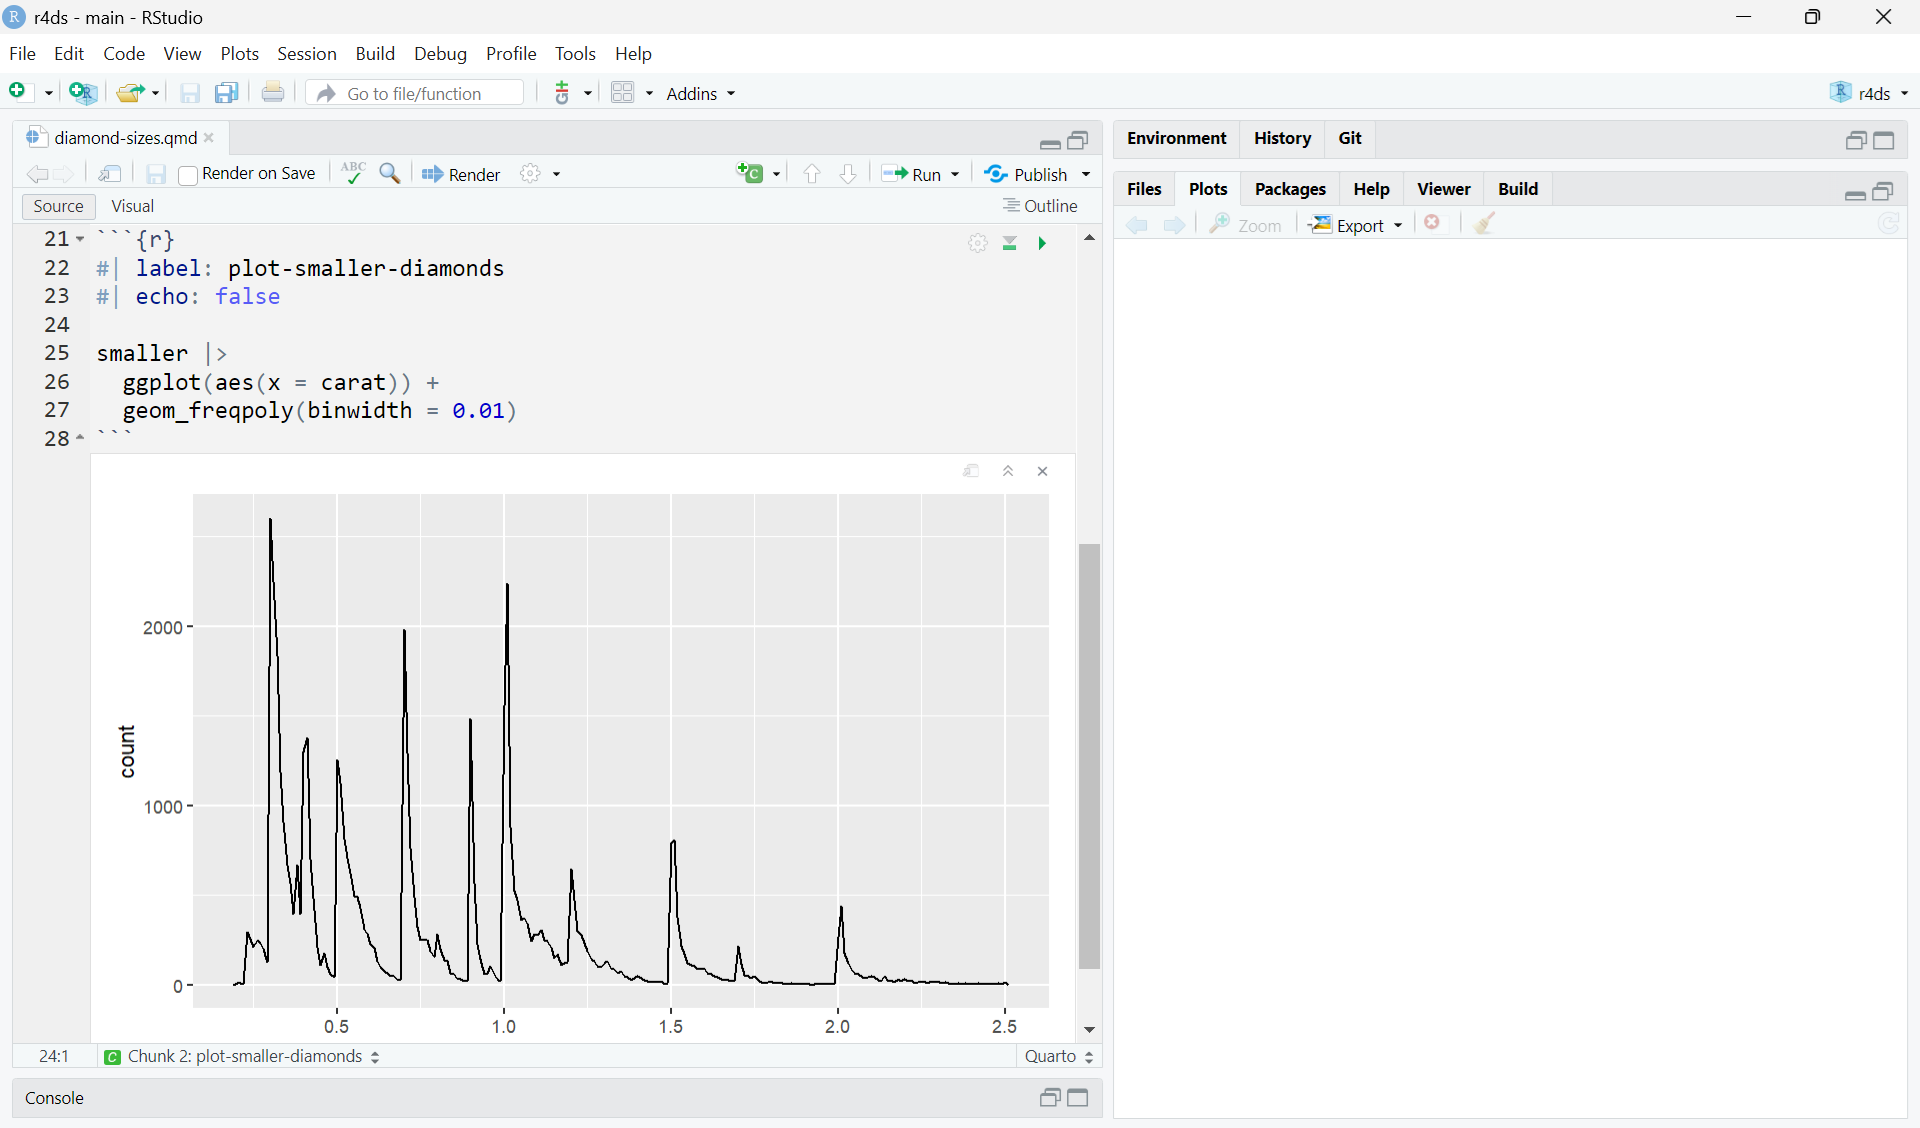 r4ds - main - RStudio
File Edit Code View Plots Session Build Debug Profile Tools Help
Go to file/function Addins r4ds
diamond-sizes.qmd
Render on Save ABC Render Run Publish
Source Visual Outline
21 ```{r}
22 #| label: plot-smaller-diamonds
23 #| echo: false
24
25 smaller |>
26 ggplot(aes(x = carat)) +
27 geom_freqpoly(binwidth = 0.01)
28 ```
2000
1000
0
count
0.5 1.0 1.5 2.0 2.5
24:1 C Chunk 2: plot-smaller-diamonds Quarto
Console
Environment History Git
Files Plots Packages Help Viewer Build
Zoom Export